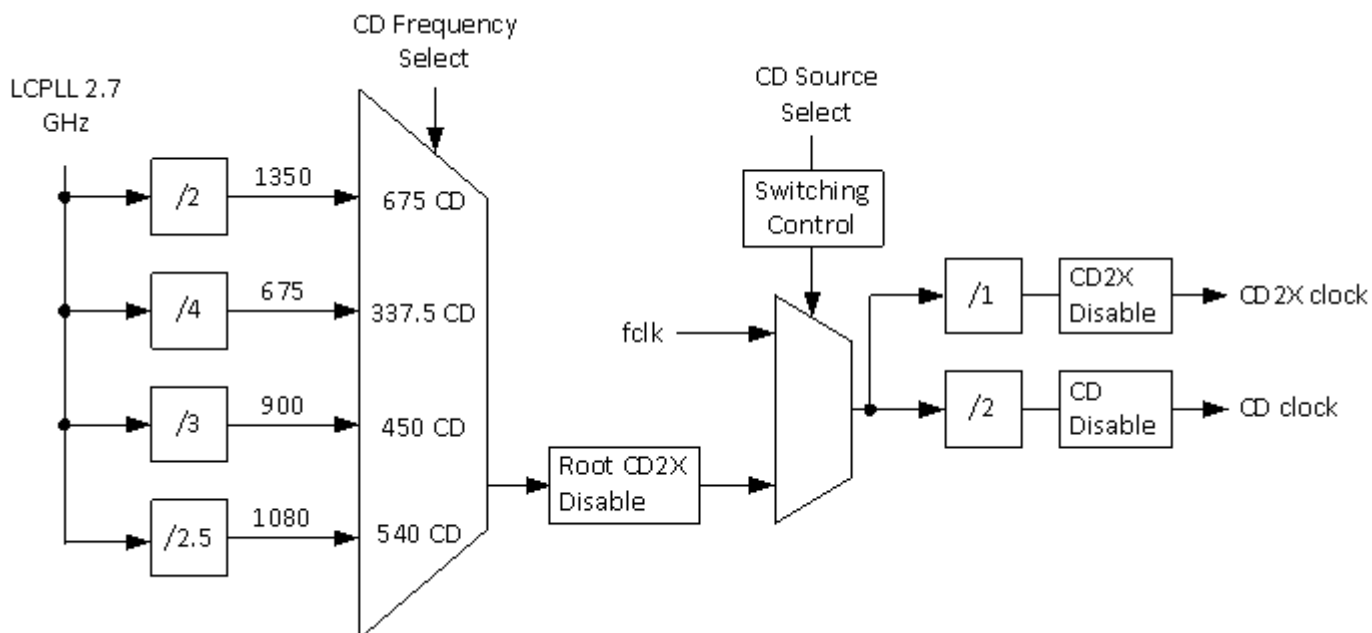 CD Frequency
Select
LCPLL 2.7
GHz
CD Source
Select
/2
1350
675 CD
Switching
Control
/4
675
337.5 CD
fclk
/1
CD2X
Disable
CD2X clock
/3
900
450 CD
/2
CD
Disable
CD clock
Root CD2X
Disable
/2.5
1080
540 CD